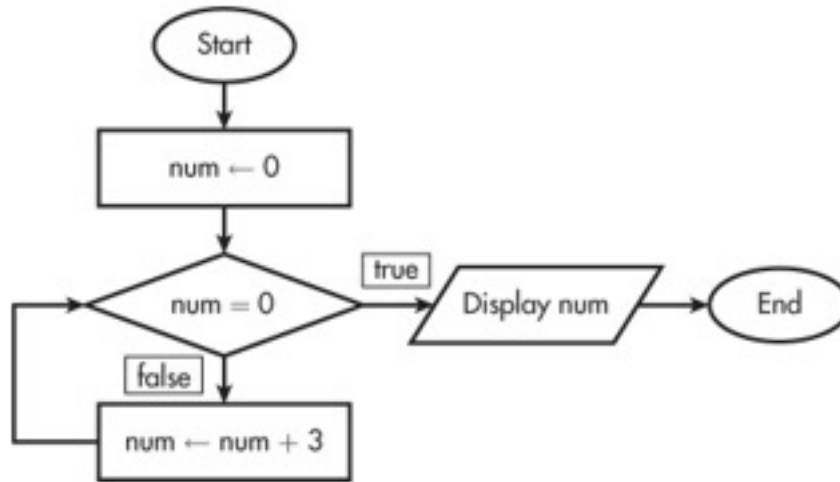 Start
num ← 0
num = 0
true
Display num
End
false
num ← num + 3